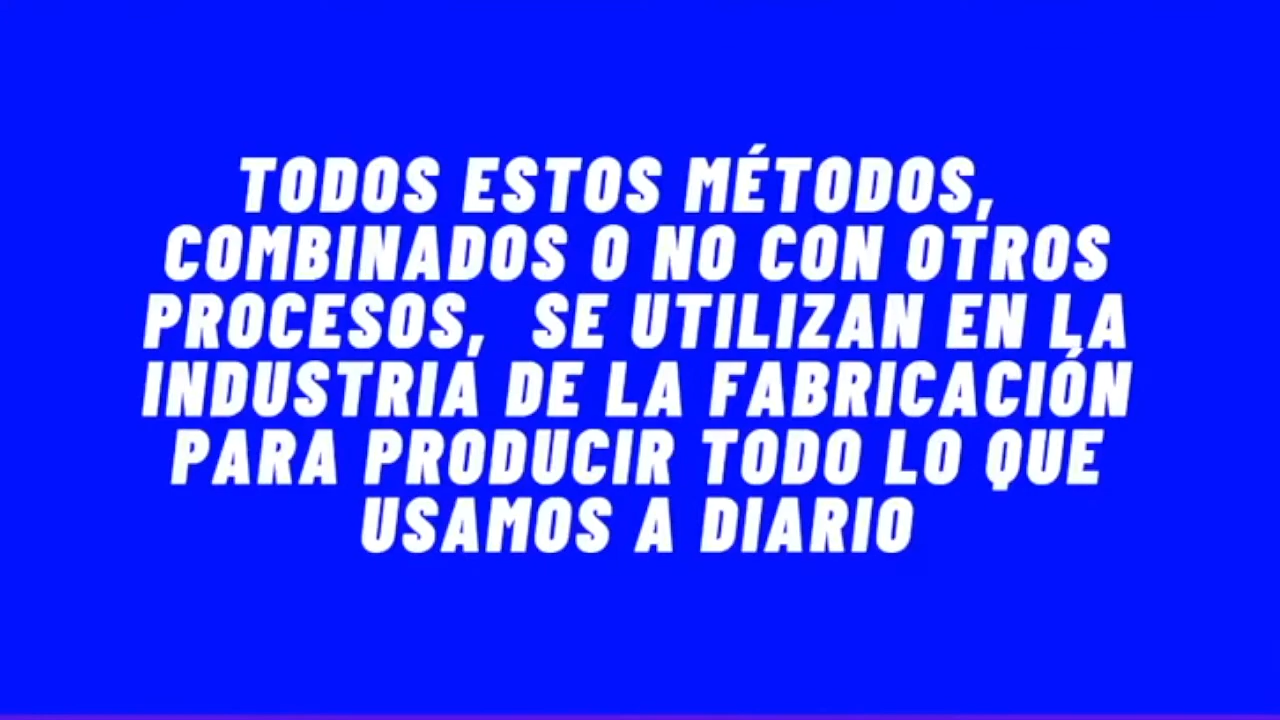 TODOS ESTOS MÉTODOS,
COMBINADOS O NO CON OTROS
PROCESOS, SE UTILIZAN EN LA
INDUSTRIA DE LA FABRICACIÓN
PARA PRODUCIR TODO LO QUE
USAMOS A DIARIO